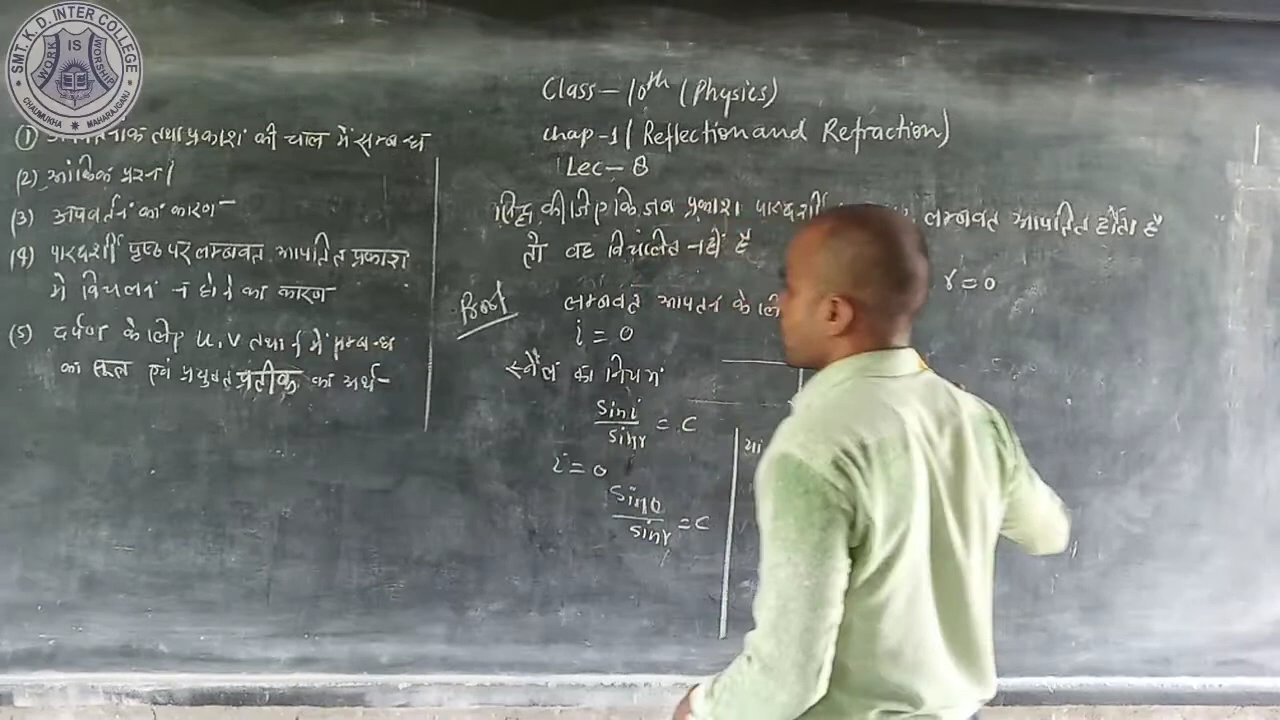 SMT. K. D. INTER COLLEGE
WORK IS WORSHIP
CHAUMUKHA MAHARAJGANJ
Class - 10th (Physics)
Chap-1 (Reflection and Refraction)
Lec - 8
(1) तथा प्रकाश की चाल में सम्बन्ध
(2) आंकिक प्रश्न।
(3) अपवर्तन का कारण -
(4) पारदर्शी पृष्ठ पर लम्बवत आपतित प्रकाश
में विचलन न होने का कारण
(5) दर्पण के लिए u, v तथा f में सम्बन्ध
का एवं प्रयुक्त प्रतीक का अर्थ -
कीजिए कि जब प्रकाश पारदर्शी लम्बवत आपतित होता है
तो वह विचलित नहीं है
Proof लम्बवत आपतन के लि
r = 0
i = 0
स्नैल का नियम
sin i / sin r = C
i = 0
sin 0 / sin r = C